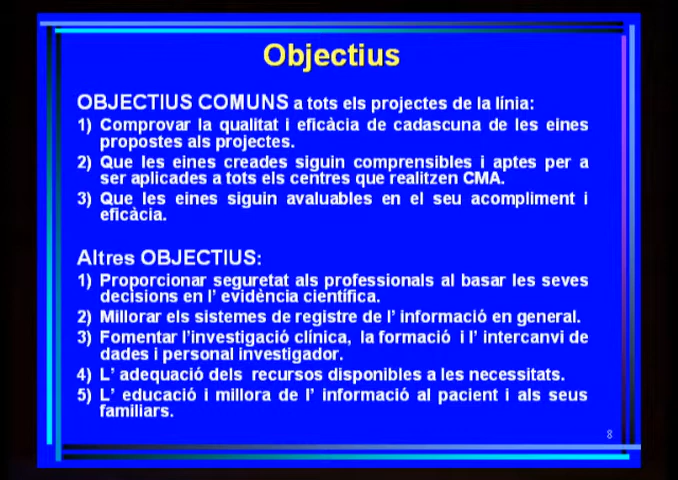 Objectius
OBJECTIUS COMUNS a tots els projectes de la línia:
1) Comprovar la qualitat i eficàcia de cadascuna de les eines
propostes als projectes.
2) Que les eines creades siguin comprensibles i aptes per a
ser aplicades a tots els centres que realitzen CMA.
3) Que les eines siguin avaluables en el seu acompliment i
eficàcia.
Altres OBJECTIUS:
1) Proporcionar seguretat als professionals al basar les seves
decisions en l' evidència científica.
2) Millorar els sistemes de registre de l' informació en general.
3) Fomentar l'investigació clínica, la formació i l' intercanvi de
dades i personal investigador.
4) L' adequació dels recursos disponibles a les necessitats.
5) L' educació i millora de l' informació al pacient i als seus
familiars.
8